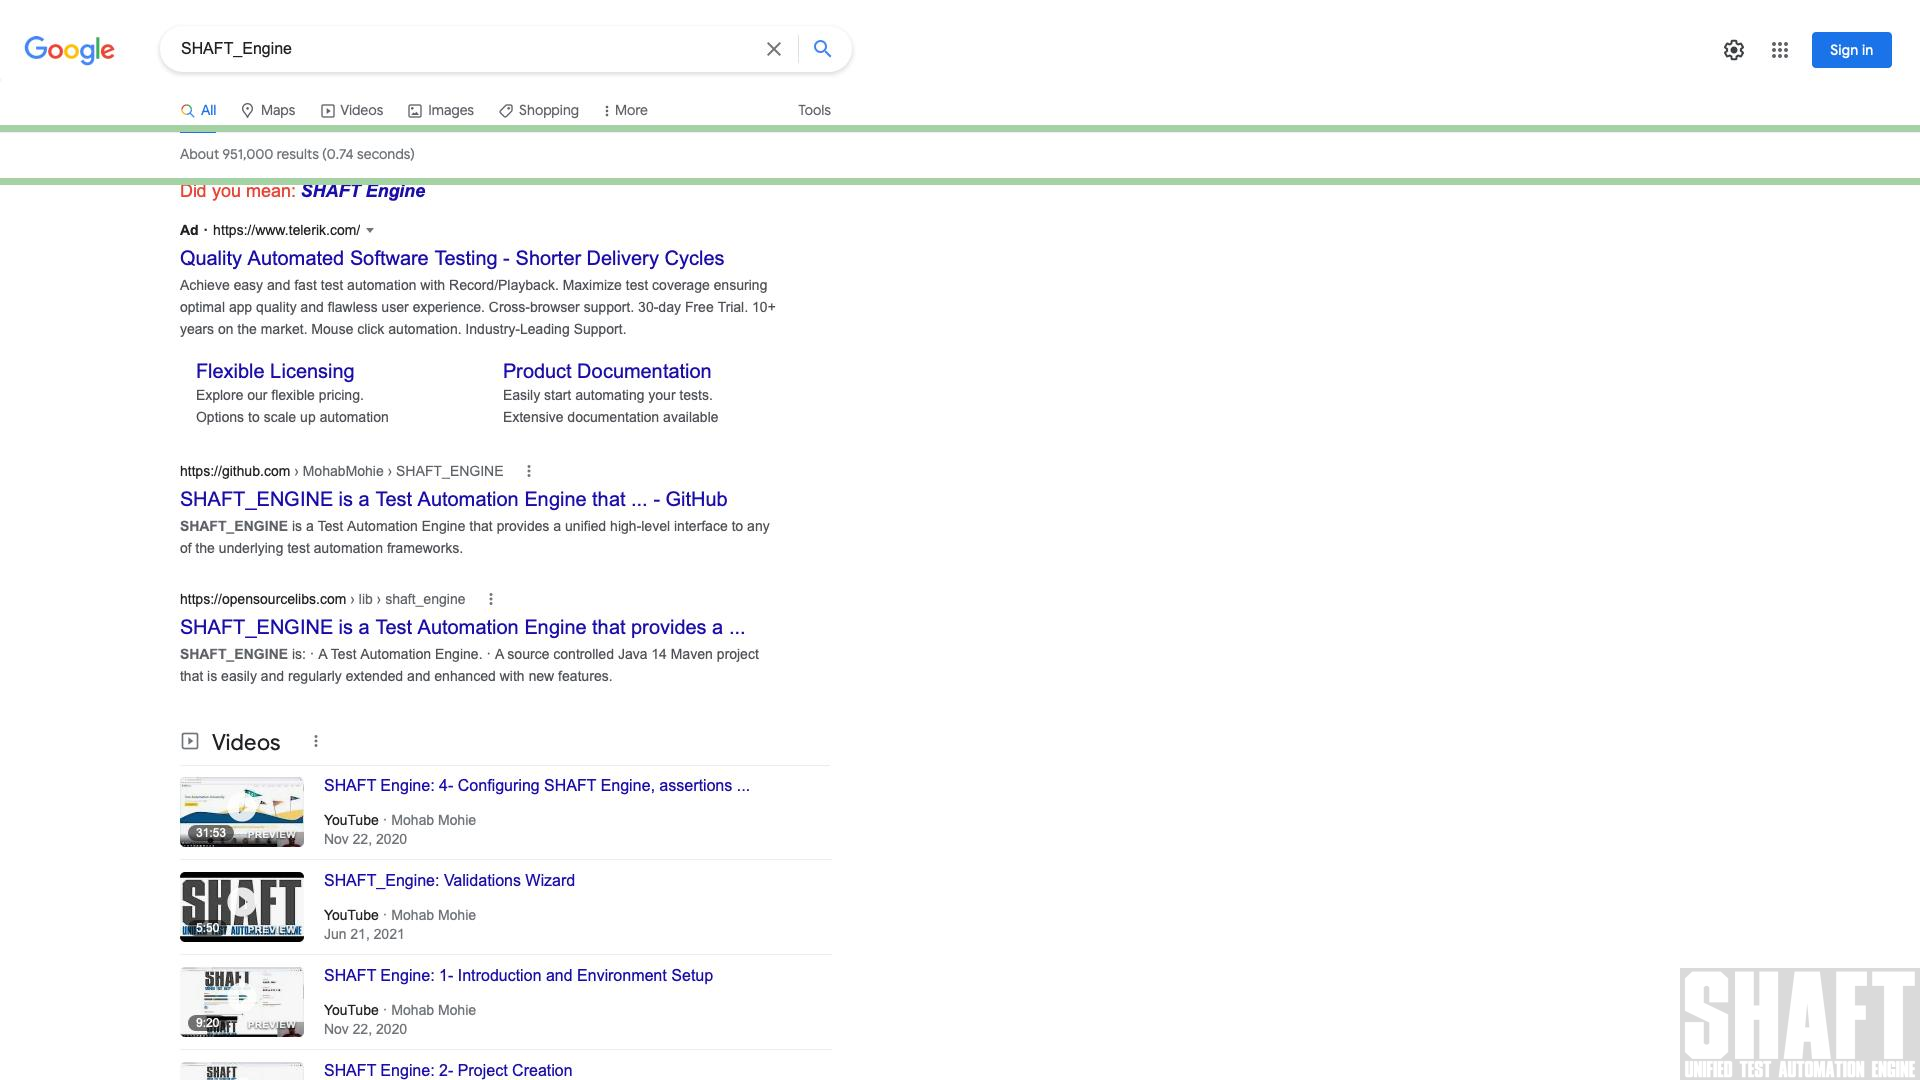 Google
SHAFT_Engine
Sign in
All
Maps
Videos
Images
Shopping
More
Tools
About 951,000 results (0.74 seconds)
Did you mean: SHAFT Engine
Ad · https://www.telerik.com/
Quality Automated Software Testing - Shorter Delivery Cycles
Achieve easy and fast test automation with Record/Playback. Maximize test coverage ensuring
optimal app quality and flawless user experience. Cross-browser support. 30-day Free Trial. 10+
years on the market. Mouse click automation. Industry-Leading Support.
Flexible Licensing
Explore our flexible pricing.
Options to scale up automation
Product Documentation
Easily start automating your tests.
Extensive documentation available
https://github.com › MohabMohie › SHAFT_ENGINE
SHAFT_ENGINE is a Test Automation Engine that ... - GitHub
SHAFT_ENGINE is a Test Automation Engine that provides a unified high-level interface to any
of the underlying test automation frameworks.
https://opensourcelibs.com › lib › shaft_engine
SHAFT_ENGINE is a Test Automation Engine that provides a ...
SHAFT_ENGINE is: · A Test Automation Engine. · A source controlled Java 14 Maven project
that is easily and regularly extended and enhanced with new features.
Videos
31:53
PREVIEW
SHAFT Engine: 4- Configuring SHAFT Engine, assertions ...
YouTube · Mohab Mohie
Nov 22, 2020
SHAFT
5:50
PREVIEW
SHAFT_Engine: Validations Wizard
YouTube · Mohab Mohie
Jun 21, 2021
SHAFT
9:20
PREVIEW
SHAFT
SHAFT Engine: 1- Introduction and Environment Setup
YouTube · Mohab Mohie
Nov 22, 2020
SHAFT
SHAFT Engine: 2- Project Creation
SHAFT
UNIFIED TEST AUTOMATION ENGINE